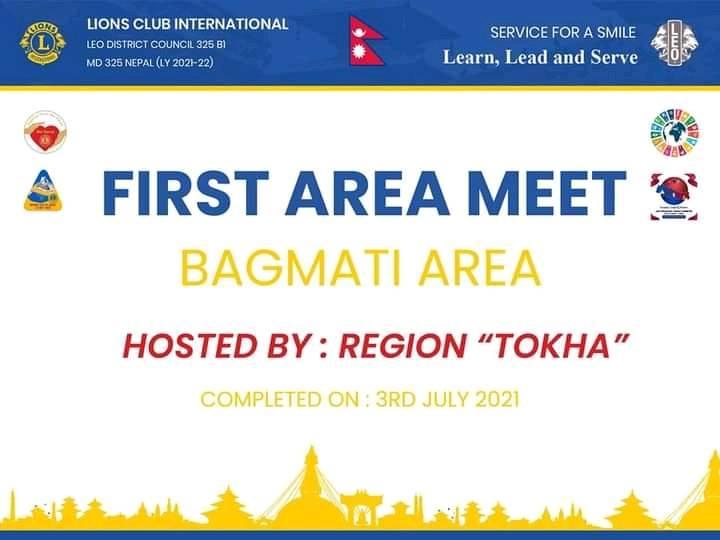 LIONS CLUB INTERNATIONAL
LEO DISTRICT COUNCIL 325 B1
MD 325 NEPAL (LY 2021-22)
SERVICE FOR A SMILE
Learn, Lead and Serve
LIONS
L
LEO
FIRST AREA MEET
BAGMATI AREA
HOSTED BY : REGION “TOKHA”
COMPLETED ON : 3RD JULY 2021